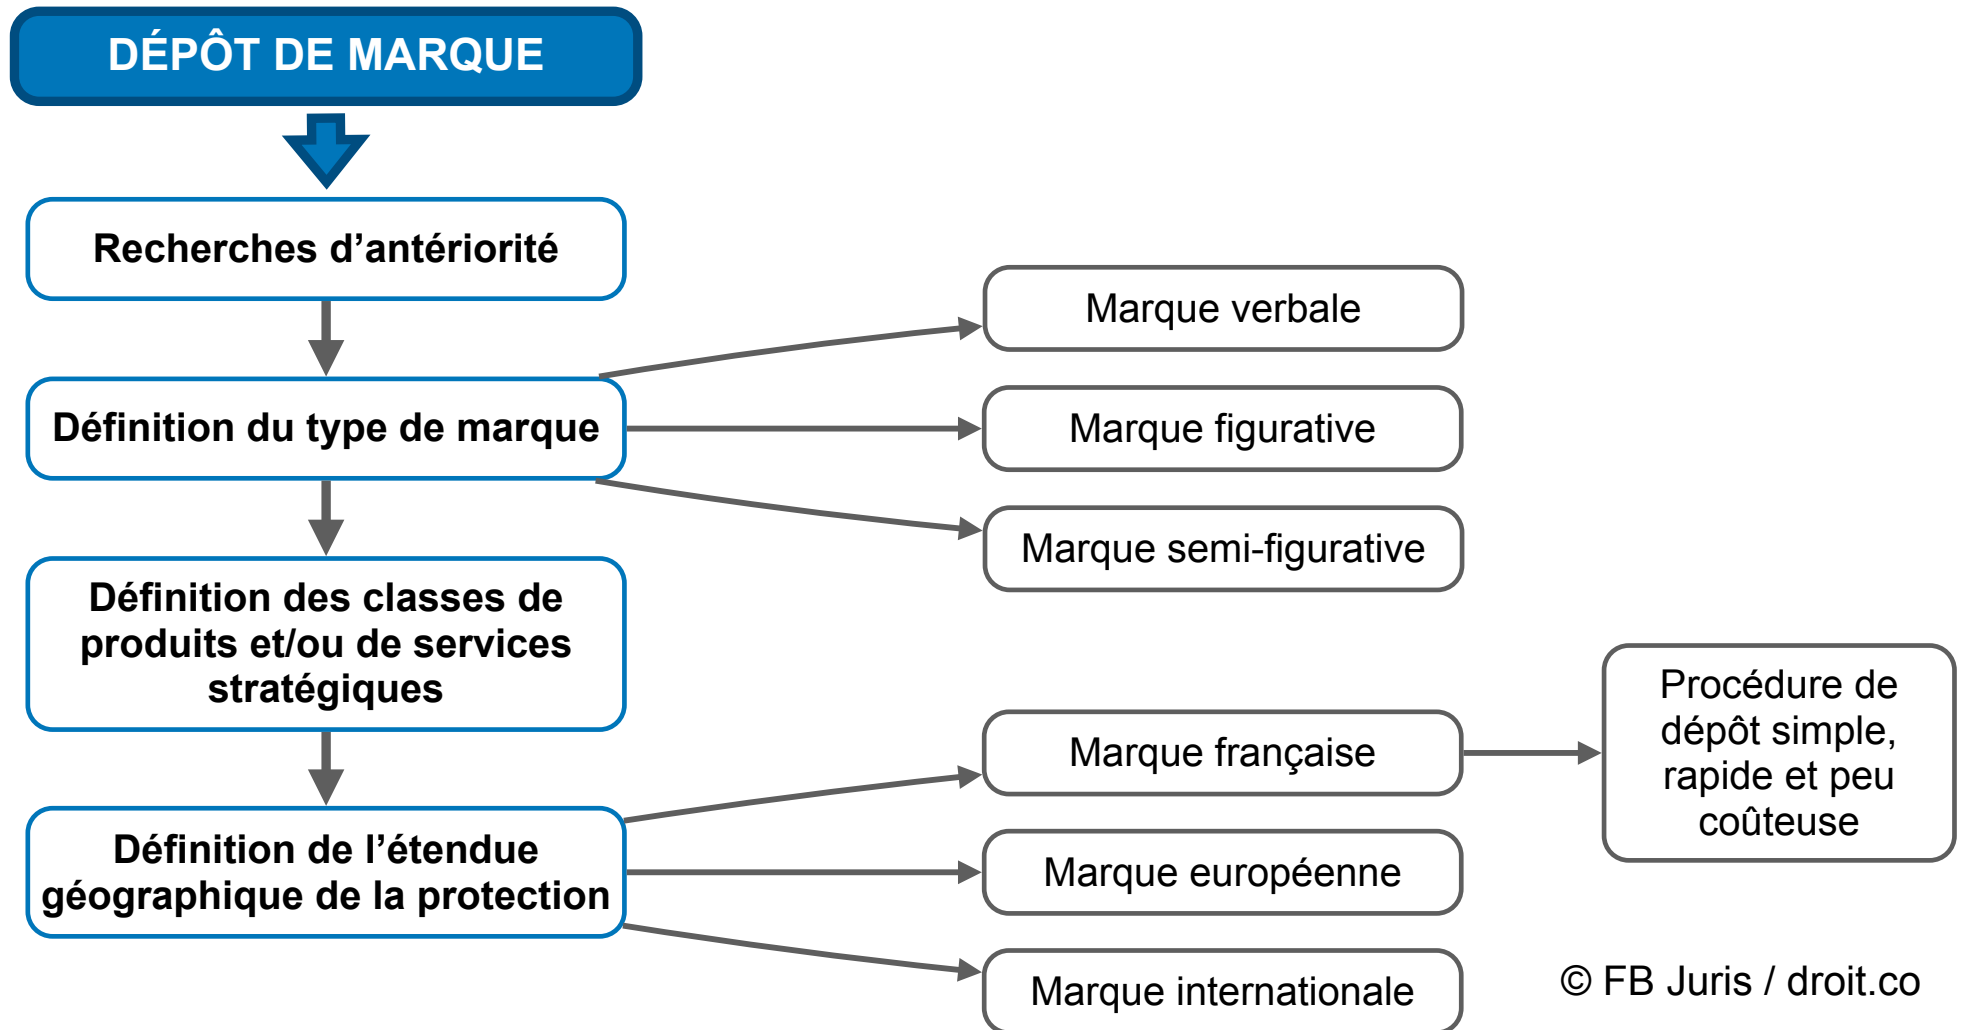 DÉPÔT DE MARQUE
Recherches d’antériorité
Définition du type de marque
Marque verbale
Marque figurative
Marque semi-figurative
Définition des classes de
produits et/ou de services
stratégiques
Définition de l’étendue
géographique de la protection
Marque française
Procédure de
dépôt simple,
rapide et peu
coûteuse
Marque européenne
Marque internationale
© FB Juris / droit.co